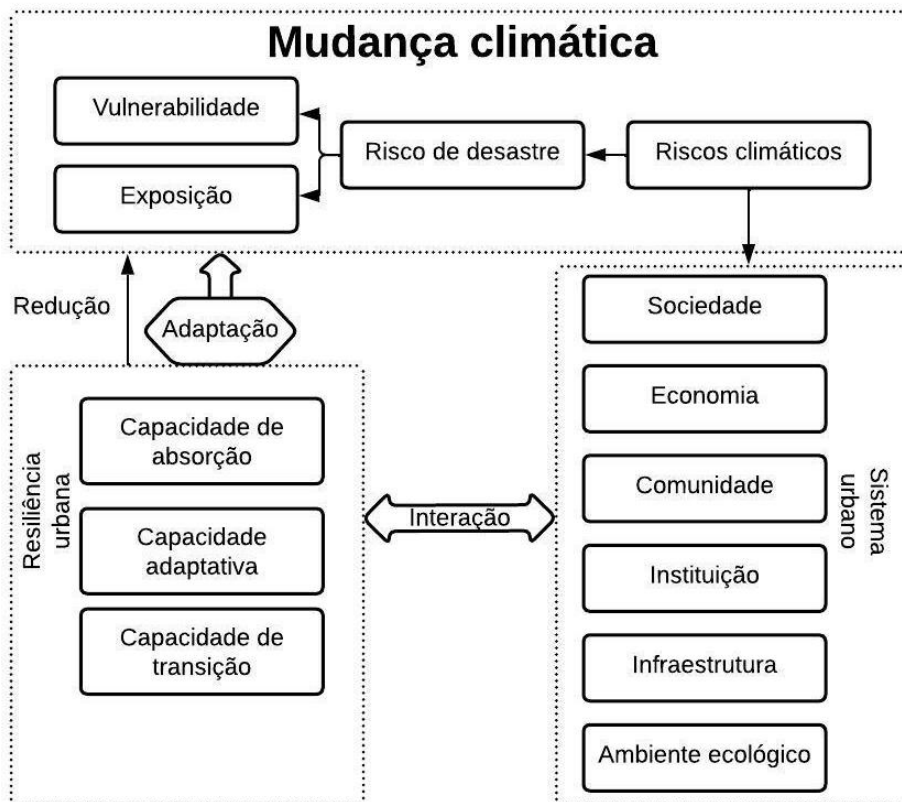 Mudança climática
Vulnerabilidade
Risco de desastre
Riscos climáticos
Exposição
Redução
Adaptação
Resiliência
urbana
Capacidade de
absorção
Capacidade
adaptativa
Capacidade de
transição
Interação
Sociedade
Economia
Comunidade
Instituição
Infraestrutura
Ambiente ecológico
Sistema
urbano